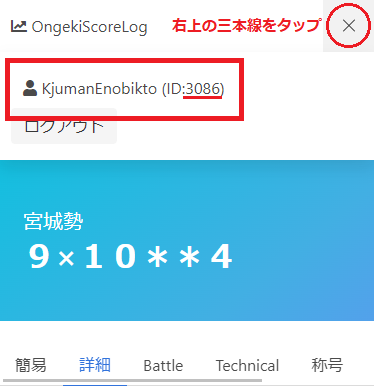 OngekiScoreLog 右上の三本線をタップ
KjumanEnobikto (ID:3086)
ログアウト
宮城勢
９×１０＊＊４
簡易 詳細 Battle Technical 称号